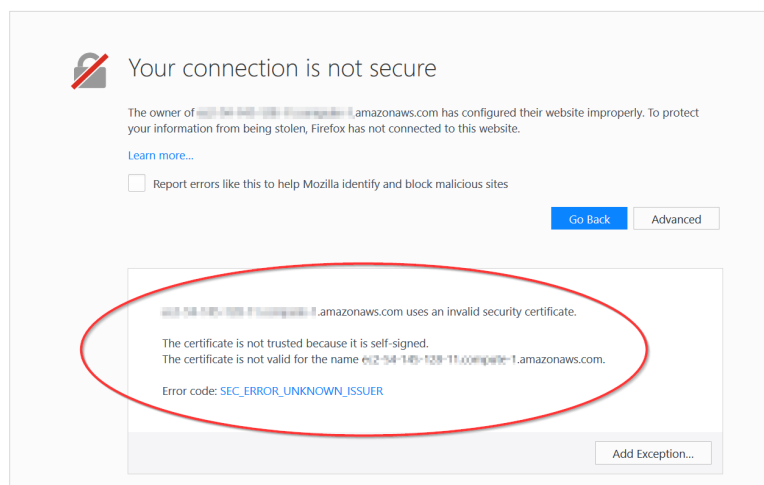 Your connection is not secure
The owner of amazonaws.com has configured their website improperly. To protect
your information from being stolen, Firefox has not connected to this website.
Learn more...
Report errors like this to help Mozilla identify and block malicious sites
Go Back
Advanced
.amazonaws.com uses an invalid security certificate.
The certificate is not trusted because it is self-signed.
The certificate is not valid for the name .amazonaws.com.
Error code: SEC_ERROR_UNKNOWN_ISSUER
Add Exception...